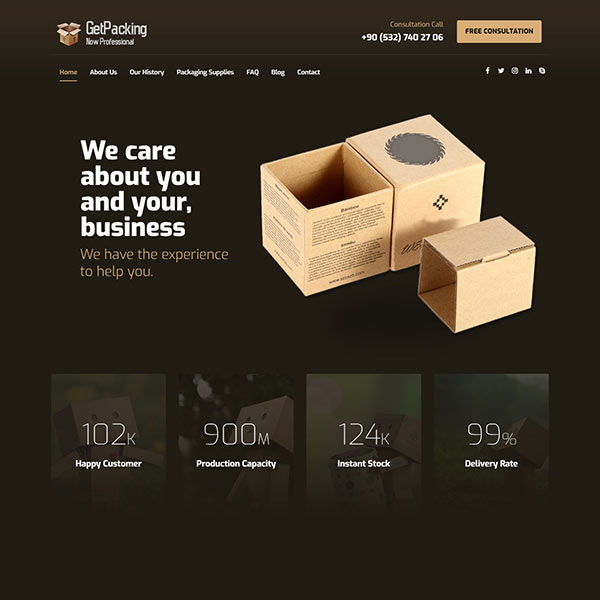 GetPacking
Now Professional
Consultation Call
+90 (532) 740 27 06
FREE CONSULTATION
Home
About Us
Our History
Packaging Supplies
FAQ
Blog
Contact
We care
about you
and your,
business
We have the experience
to help you.
Bamboo
bambu
102K
Happy Customer
900M
Production Capacity
124K
Instant Stock
99%
Delivery Rate